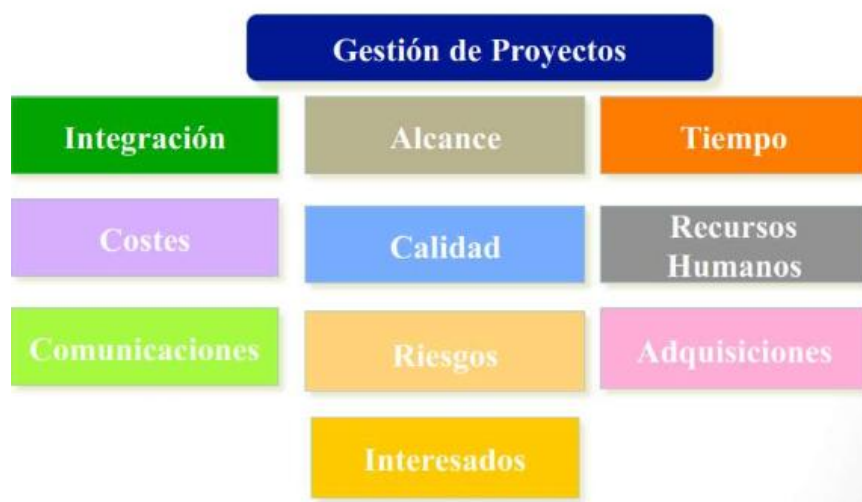 Gestión de Proyectos
Integración
Alcance
Tiempo
Costes
Calidad
Recursos
Humanos
Comunicaciones
Riesgos
Adquisiciones
Interesados